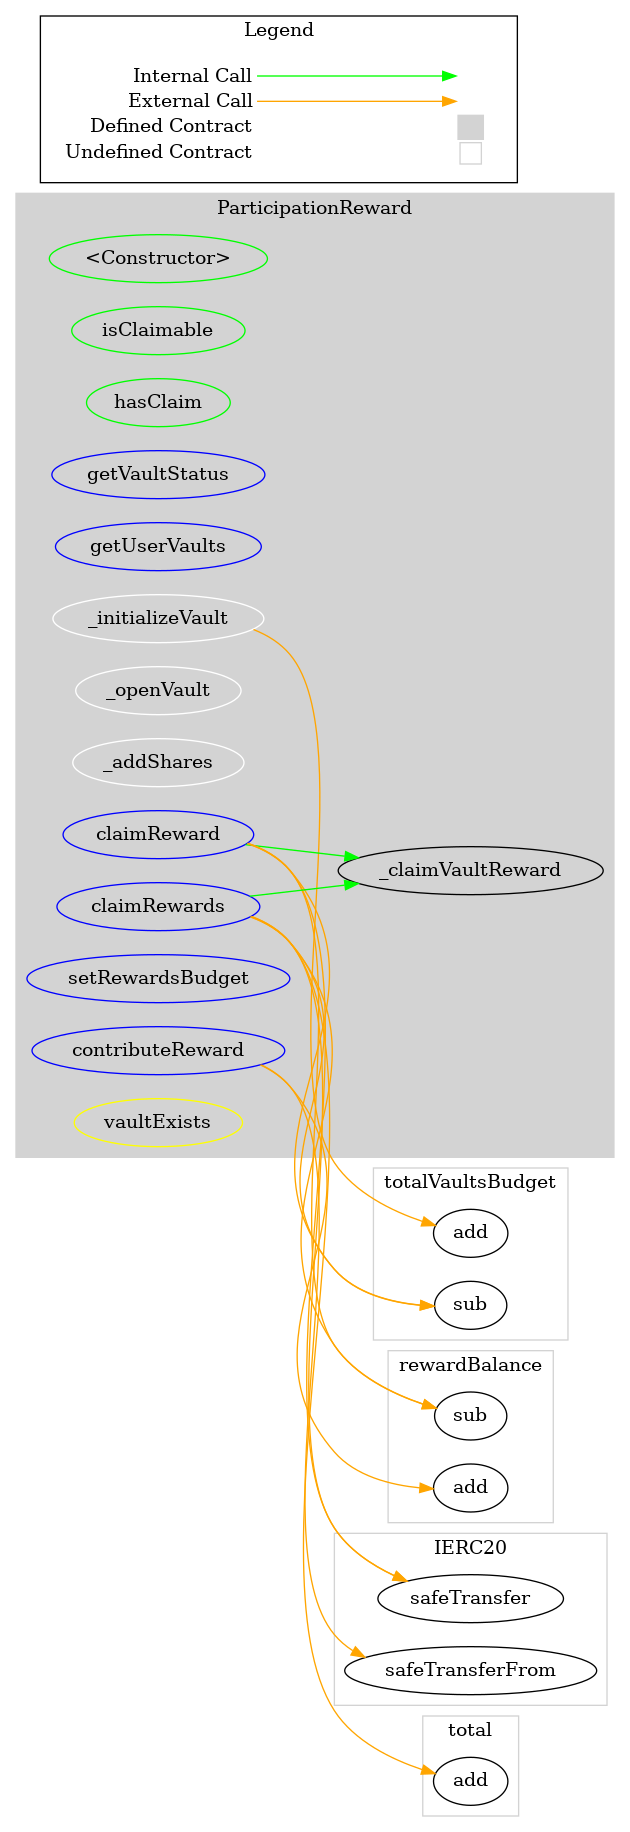 Legend
Internal Call
External Call
Defined Contract
Undefined Contract
ParticipationReward
<Constructor>
isClaimable
hasClaim
getVaultStatus
getUserVaults
_initializeVault
_openVault
_addShares
claimReward
_claimVaultReward
claimRewards
setRewardsBudget
contributeReward
vaultExists
totalVaultsBudget
add
sub
rewardBalance
sub
add
IERC20
safeTransfer
safeTransferFrom
total
add